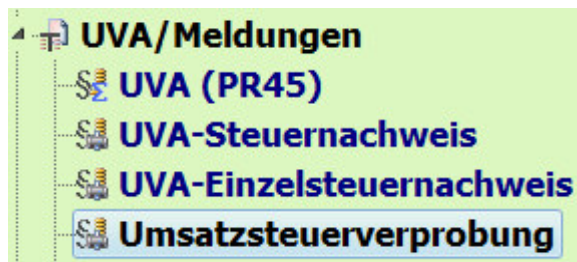 UVA/Meldungen
UVA (PR45)
UVA-Steuernachweis
UVA-Einzelsteuernachweis
Umsatzsteuerverprobung